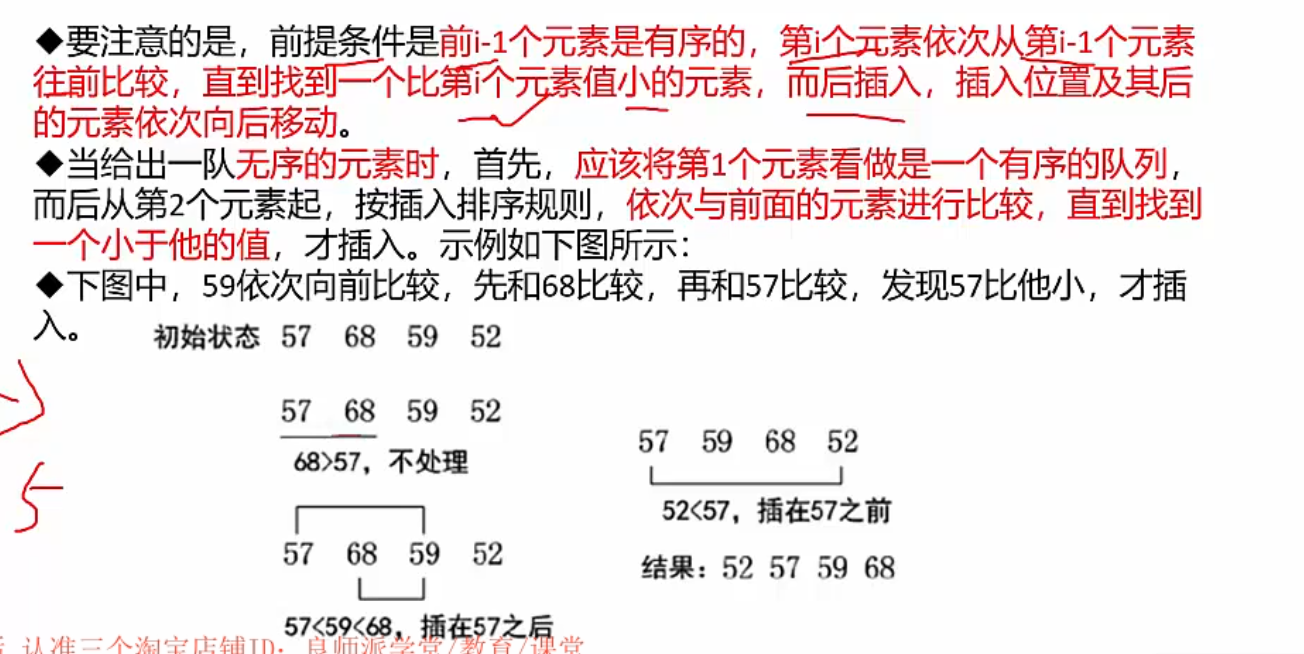 ◆要注意的是，前提条件是前i-1个元素是有序的，第i个元素依次从第i-1个元素
往前比较，直到找到一个比第i个元素值小的元素，而后插入，插入位置及其后
的元素依次向后移动。
◆当给出一队无序的元素时，首先，应该将第1个元素看做是一个有序的队列，
而后从第2个元素起，按插入排序规则，依次与前面的元素进行比较，直到找到
一个小于他的值，才插入。示例如下图所示：
◆下图中，59依次向前比较，先和68比较，再和57比较，发现57比他小，才插
入。
初始状态 57 68 59 52
57 68 59 52
68>57，不处理
57 68 59 52
57<59<68，插在57之后
57 59 68 52
52<57，插在57之前
结果：52 57 59 68
认准三个淘宝店铺ID：良师派学堂/教育/课堂